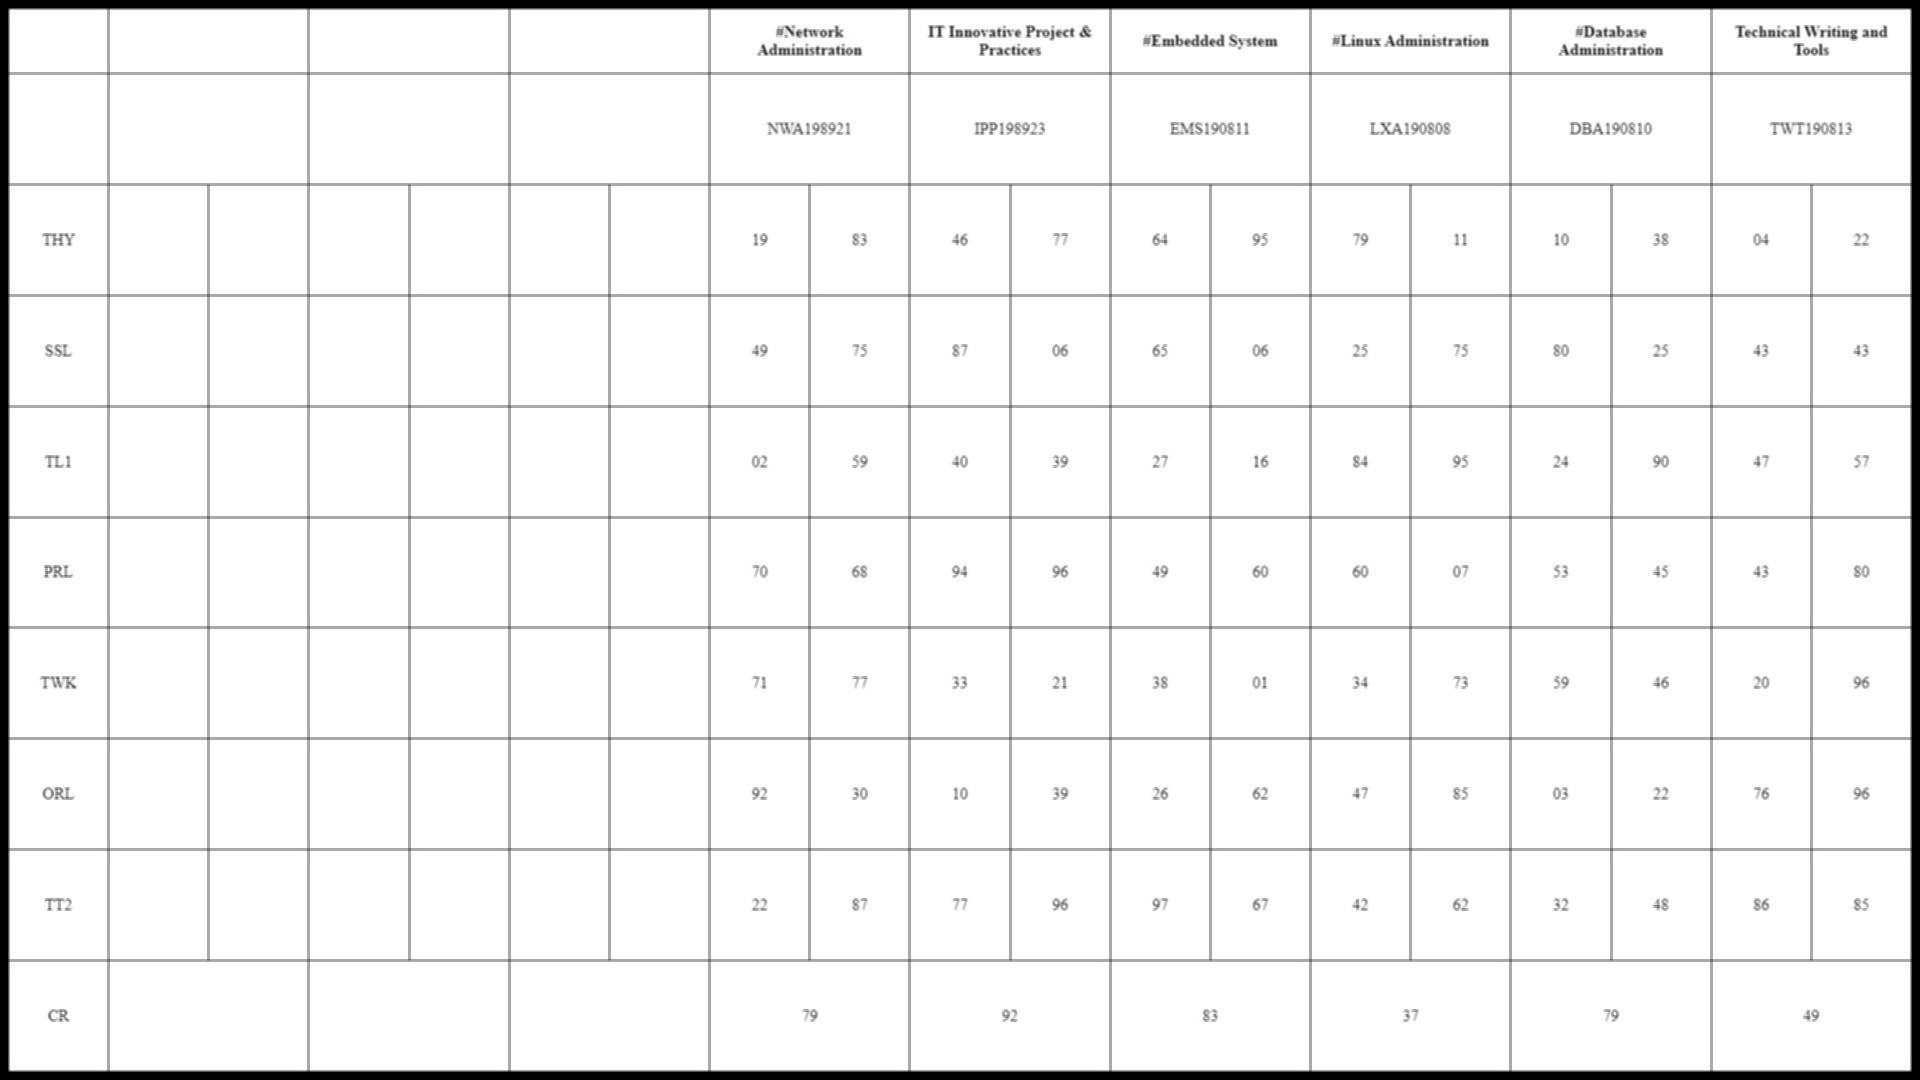 #Network Administration IT Innovative Project & Practices #Embedded System #Linux Administration #Database Administration Technical Writing and Tools
NWA198921 IPP198923 EMS190811 LXA190808 DBA190810 TWT190813
THY 19 83 46 77 64 95 79 11 10 38 04 22
SSL 49 75 87 06 65 06 25 75 80 25 43 43
TL1 02 59 40 39 27 16 84 95 24 90 47 57
PRL 70 68 94 96 49 60 60 07 53 45 43 80
TWK 71 77 33 21 38 01 34 73 59 46 20 96
ORL 92 30 10 39 26 62 47 85 03 22 76 96
TT2 22 87 77 96 97 67 42 62 32 48 86 85
CR 79 92 83 37 79 49